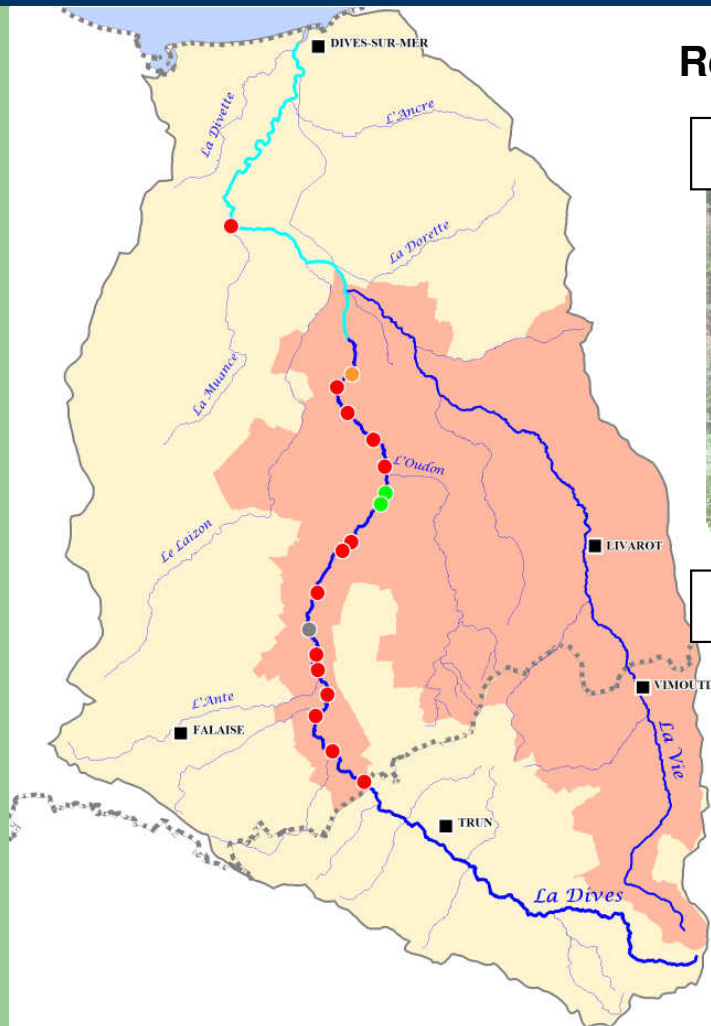 DIVES-SUR-MER
La Divette
L'Ancre
La Dorette
La Muance
L'Oudon
Le Laizon
LIVAROT
L'Ante
FALAISE
La Vie
TRUN
La Dives